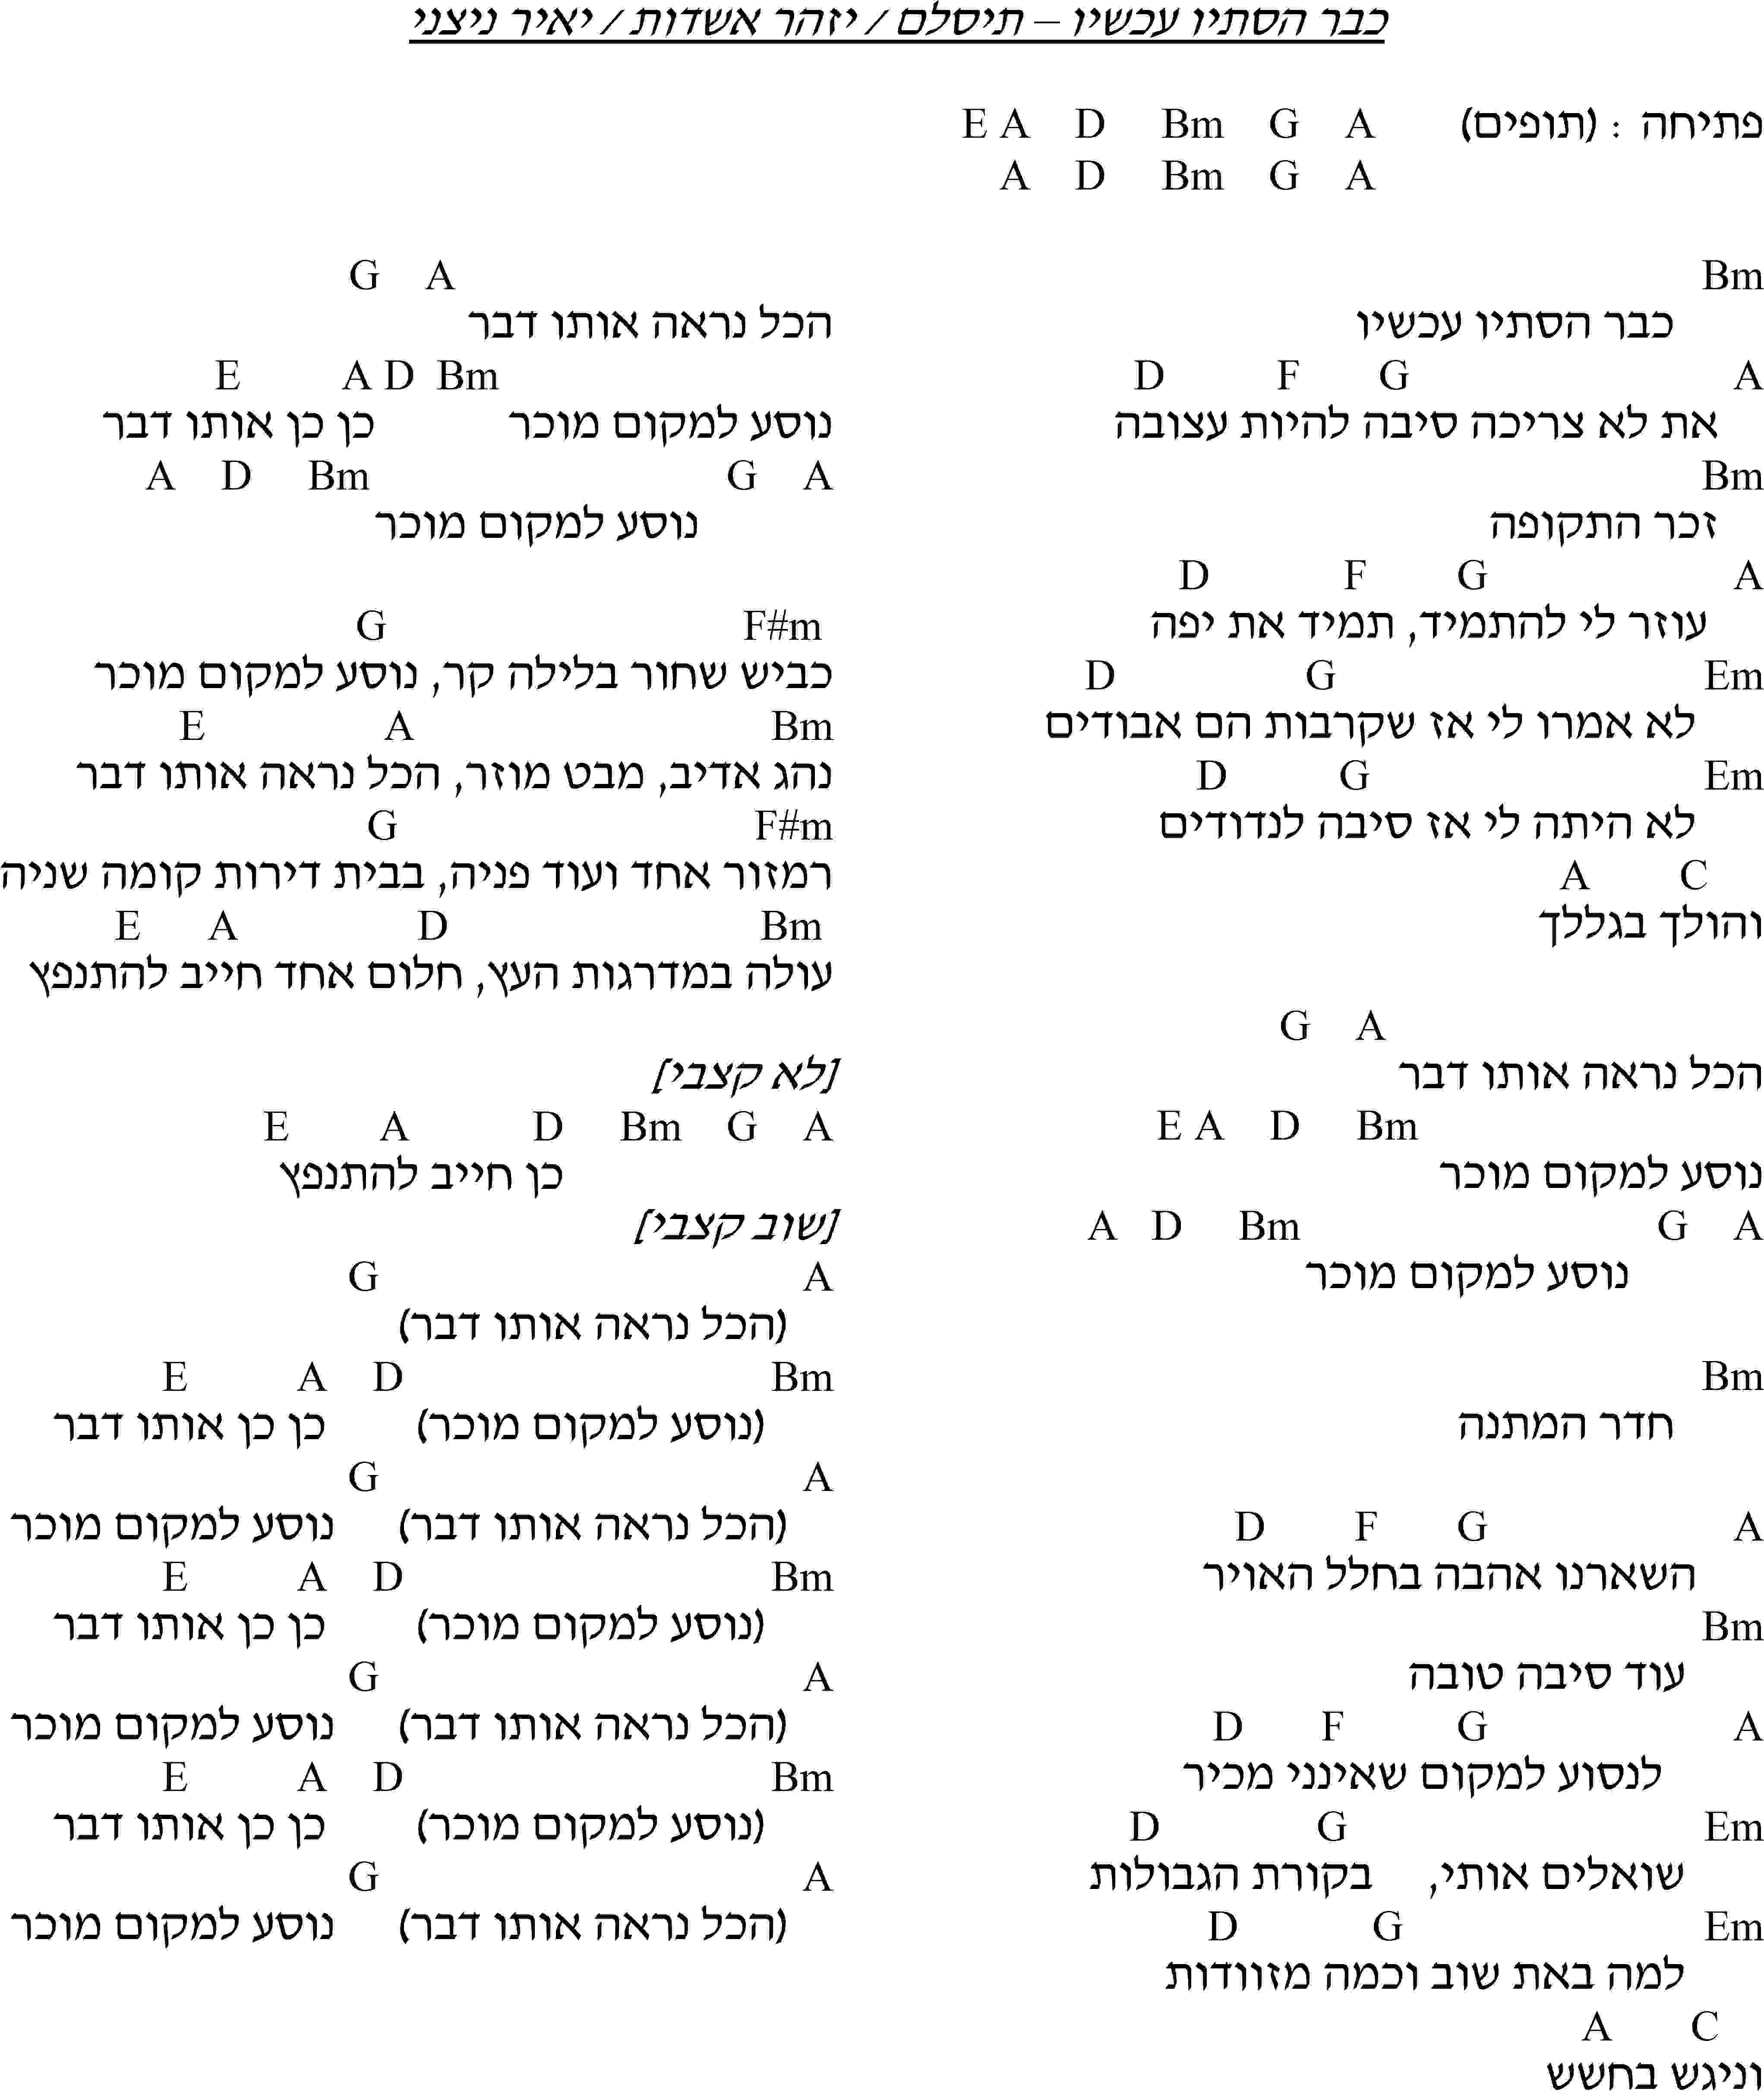 כבר הסתיו עכשיו – תיסלם / יזהר אשדות / יאיר ניצני
פתיחה : (תופים) E A D Bm G A
A D Bm G A
Bm
כבר הסתיו עכשיו
D F G A
את לא צריכה סיבה להיות עצובה
Bm
זכר התקופה
D F G A
עוזר לי להתמיד, תמיד את יפה
D G Em
לא אמרו לי אז שקרבות הם אבודים
D G Em
לא היתה לי אז סיבה לנדודים
A C
והולך בגללך
G A
הכל נראה אותו דבר
E A D Bm
נוסע למקום מוכר
A D Bm G A
נוסע למקום מוכר
Bm
חדר המתנה
D F G A
השארנו אהבה בחלל האויר
Bm
עוד סיבה טובה
D F G A
לנסוע למקום שאינני מכיר
D G Em
שואלים אותי, בקורת הגבולות
D G Em
למה באת שוב וכמה מזוודות
A C
וניגש בחשש
G A
הכל נראה אותו דבר
E A D Bm
נוסע למקום מוכר כן כן אותו דבר
A D Bm G A
נוסע למקום מוכר
G F#m
כביש שחור בלילה קר, נוסע למקום מוכר
E A Bm
נהג אדיב, מבט מוזר, הכל נראה אותו דבר
G F#m
רמזור אחד ועוד פניה, בבית דירות קומה שניה
E A D Bm
עולה במדרגות העץ, חלום אחד חייב להתנפץ
[לא קצבי]
E A D Bm G A
כן חייב להתנפץ
[שוב קצבי]
G A
(הכל נראה אותו דבר)
E A D Bm
(נוסע למקום מוכר) כן כן אותו דבר
G A
(הכל נראה אותו דבר) נוסע למקום מוכר
E A D Bm
(נוסע למקום מוכר) כן כן אותו דבר
G A
(הכל נראה אותו דבר) נוסע למקום מוכר
E A D Bm
(נוסע למקום מוכר) כן כן אותו דבר
G A
(הכל נראה אותו דבר) נוסע למקום מוכר